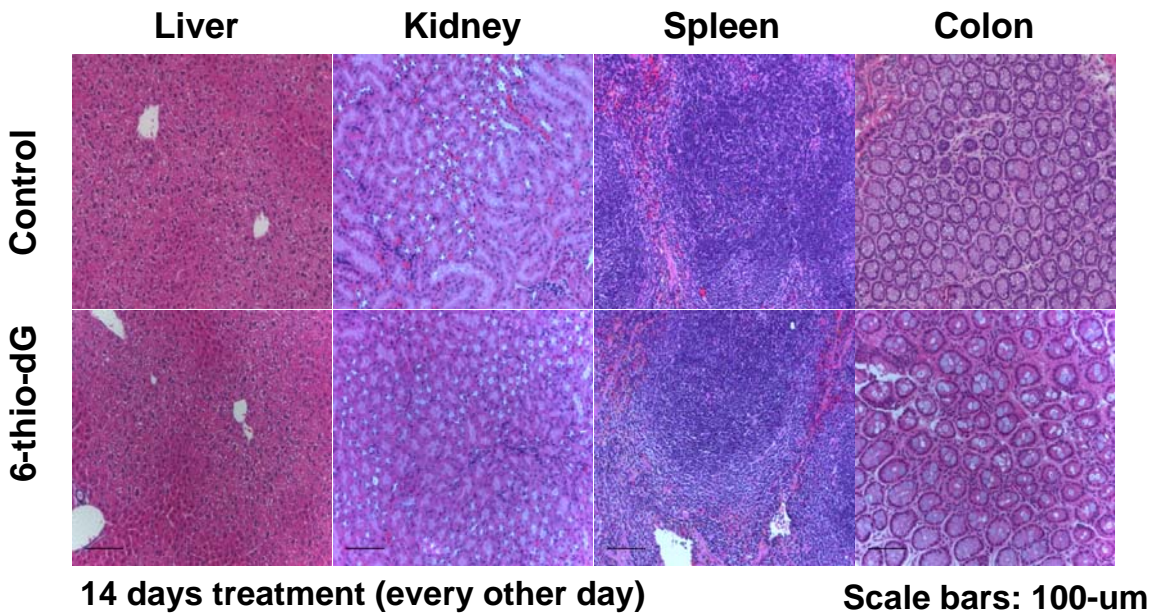 Liver Kidney Spleen Colon
Control
6-thio-dG
14 days treatment (every other day)
Scale bars: 100-um